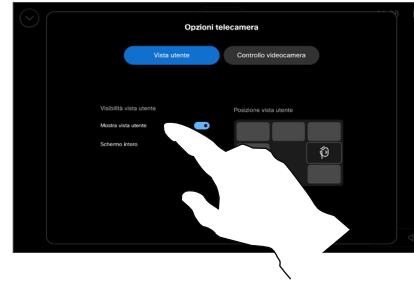 Opzioni telecamera
Vista utente
Controllo videocamera
Visibilità vista utente
Posizione vista utente
Mostra vista utente
Schermo intero